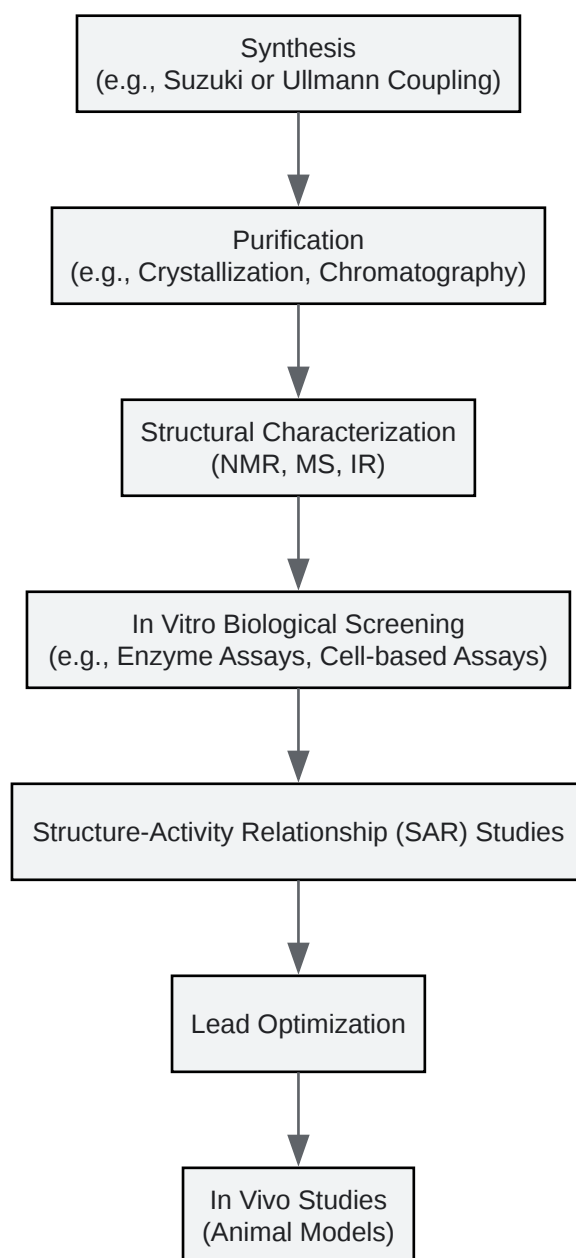 Synthesis
(e.g., Suzuki or Ullmann Coupling)
Purification
(e.g., Crystallization, Chromatography)
Structural Characterization
(NMR, MS, IR)
In Vitro Biological Screening
(e.g., Enzyme Assays, Cell-based Assays)
Structure-Activity Relationship (SAR) Studies
Lead Optimization
In Vivo Studies
(Animal Models)